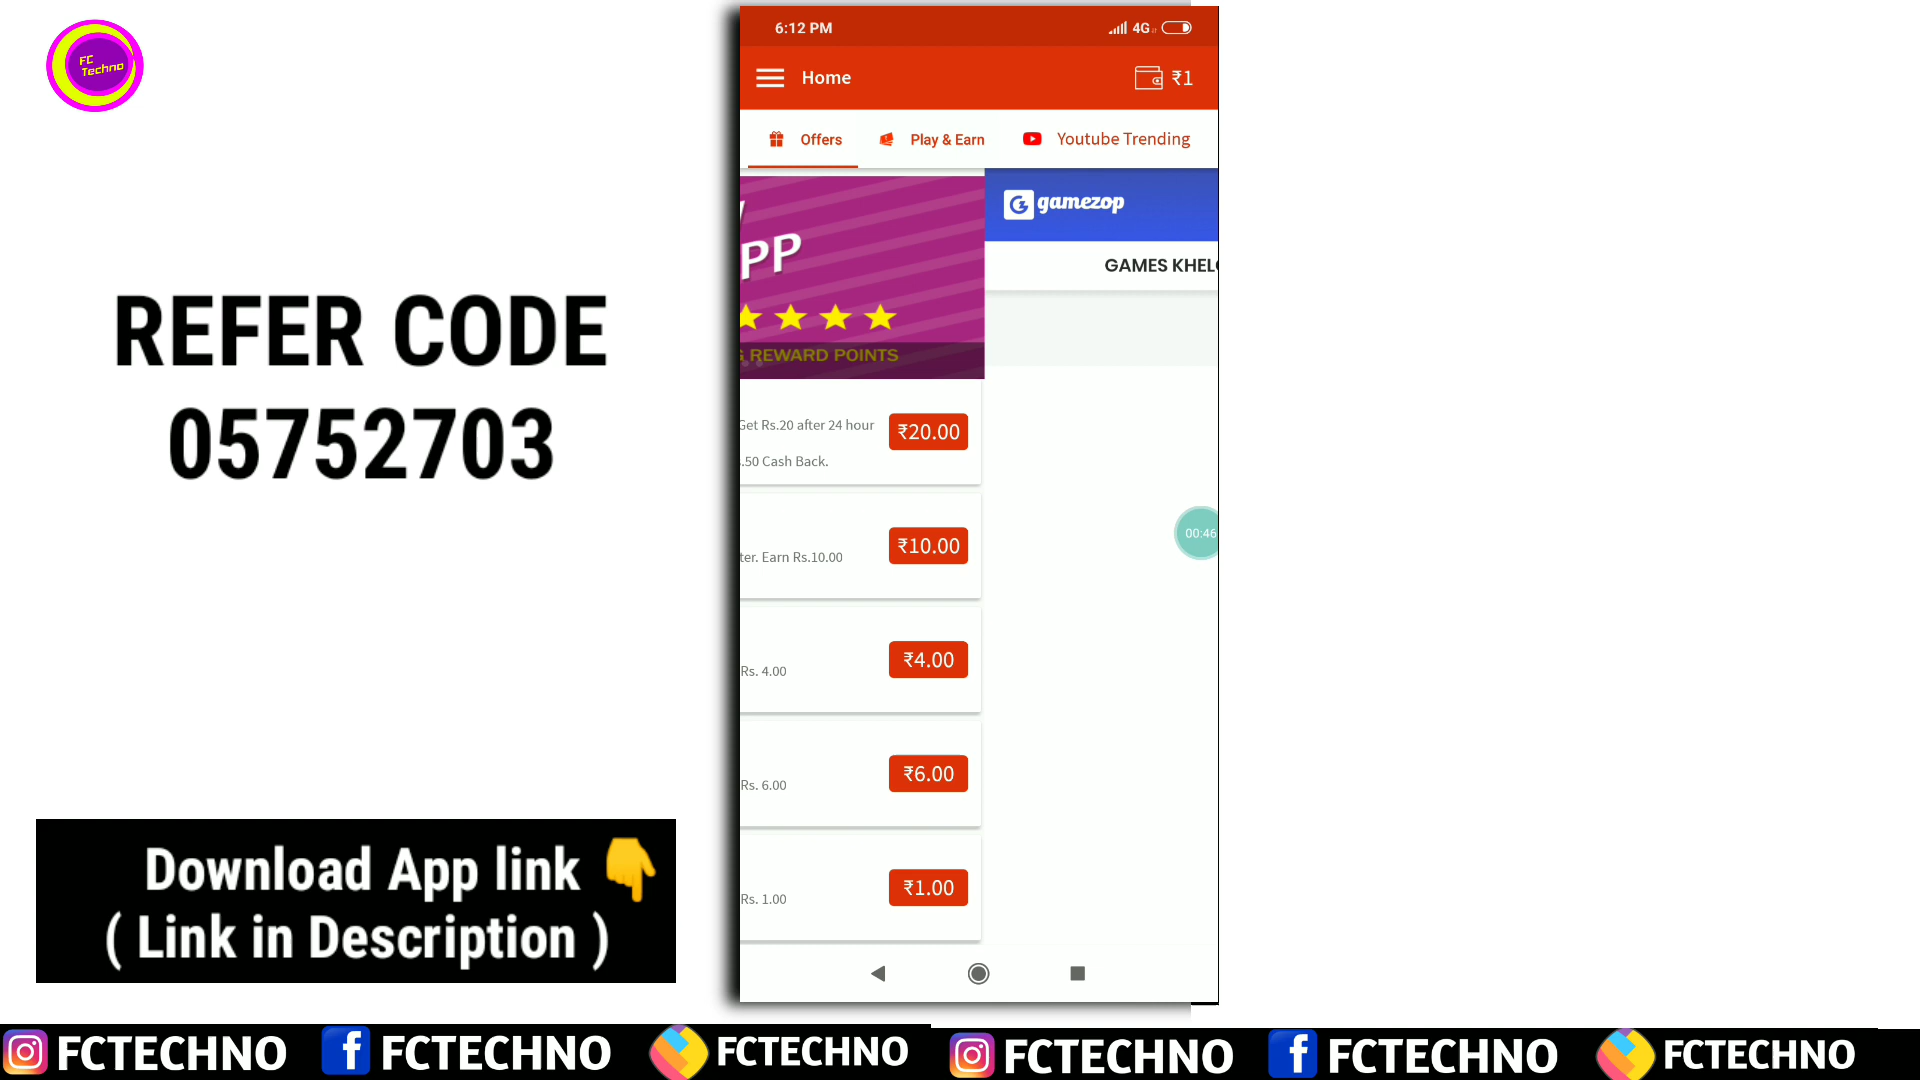 FC
Techno
REFER CODE
05752703
Download App link 👇
( Link in Description )
6:12 PM
4G
Home
₹1
Offers
Play & Earn
Youtube Trending
PP
REWARD POINTS
gamezop
GAMES KHELO
Get Rs.20 after 24 hour
.50 Cash Back.
₹20.00
ter. Earn Rs.10.00
₹10.00
Rs. 4.00
₹4.00
Rs. 6.00
₹6.00
Rs. 1.00
₹1.00
00:46
FCTECHNO FCTECHNO FCTECHNO FCTECHNO FCTECHNO FCTECHNO